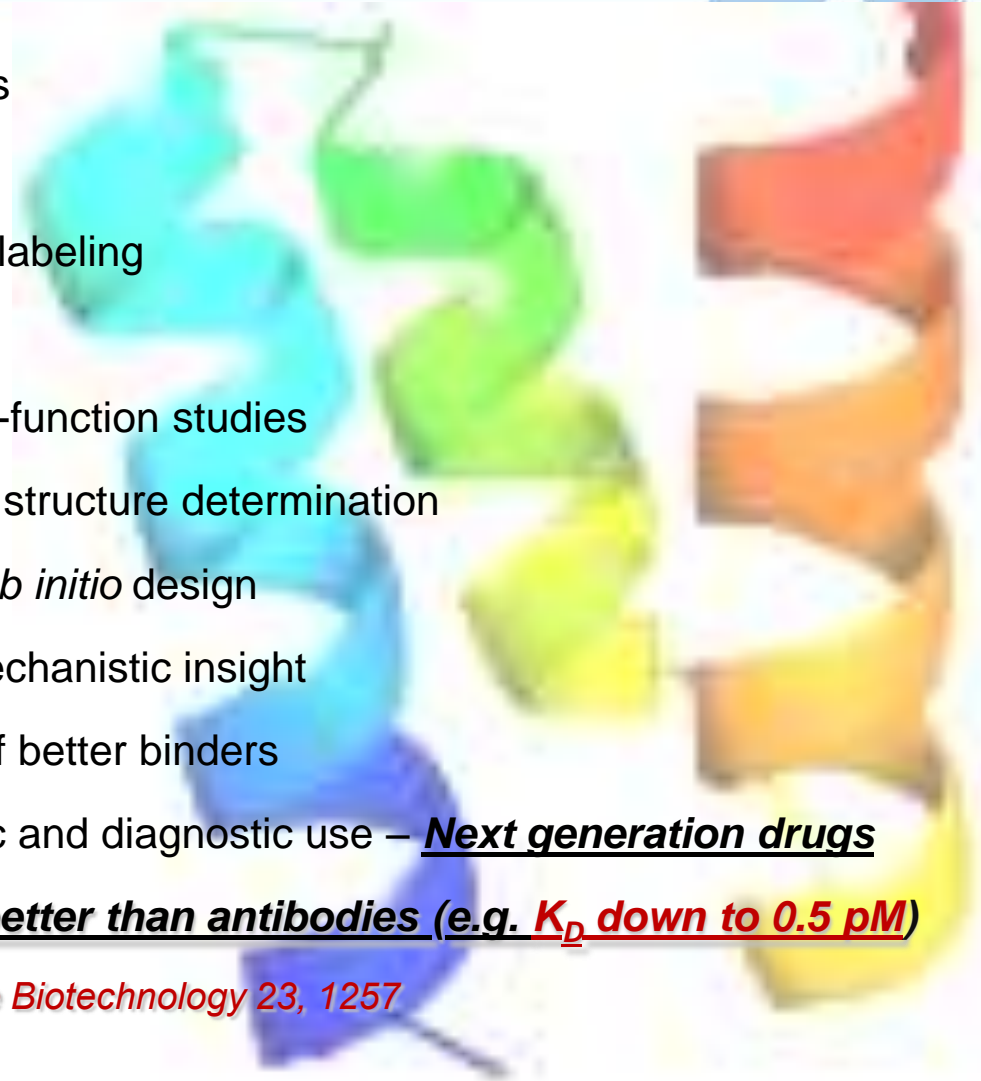 s
labeling
-function studies
structure determination
b initio design
echanistic insight
f better binders
c and diagnostic use – Next generation drugs
etter than antibodies (e.g. KD down to 0.5 pM)
Biotechnology 23, 1257